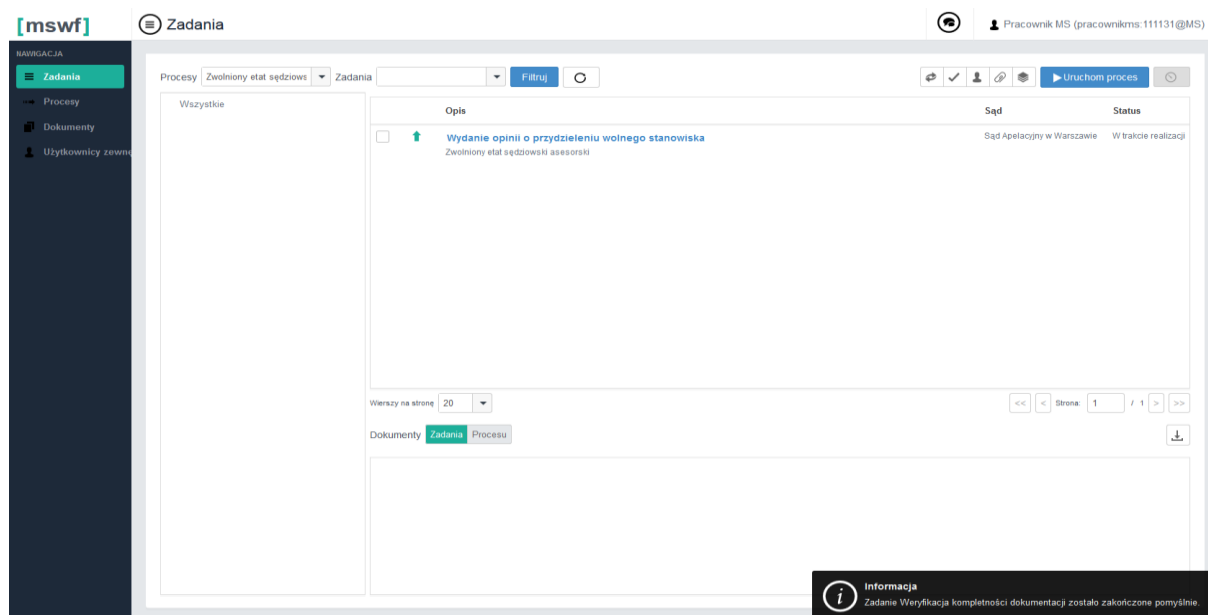 [mswf]
Zadania
Pracownik MS (pracownikms:111131@MS)
NAWIGACJA
Zadania
Procesy
Dokumenty
Użytkownicy zewnę
Procesy Zwolniony etat sędziows Zadania Filtruj Uruchom proces
Wszystkie
Opis Sąd Status
Wydanie opinii o przydzieleniu wolnego stanowiska Sąd Apelacyjny w Warszawie W trakcie realizacji
Zwolniony etat sędziowski asesorski
Wierszy na stronę 20 << < Strona: 1 / 1 > >>
Dokumenty Zadania Procesu
Informacja
Zadanie Weryfikacja kompletności dokumentacji zostało zakończone pomyślnie.